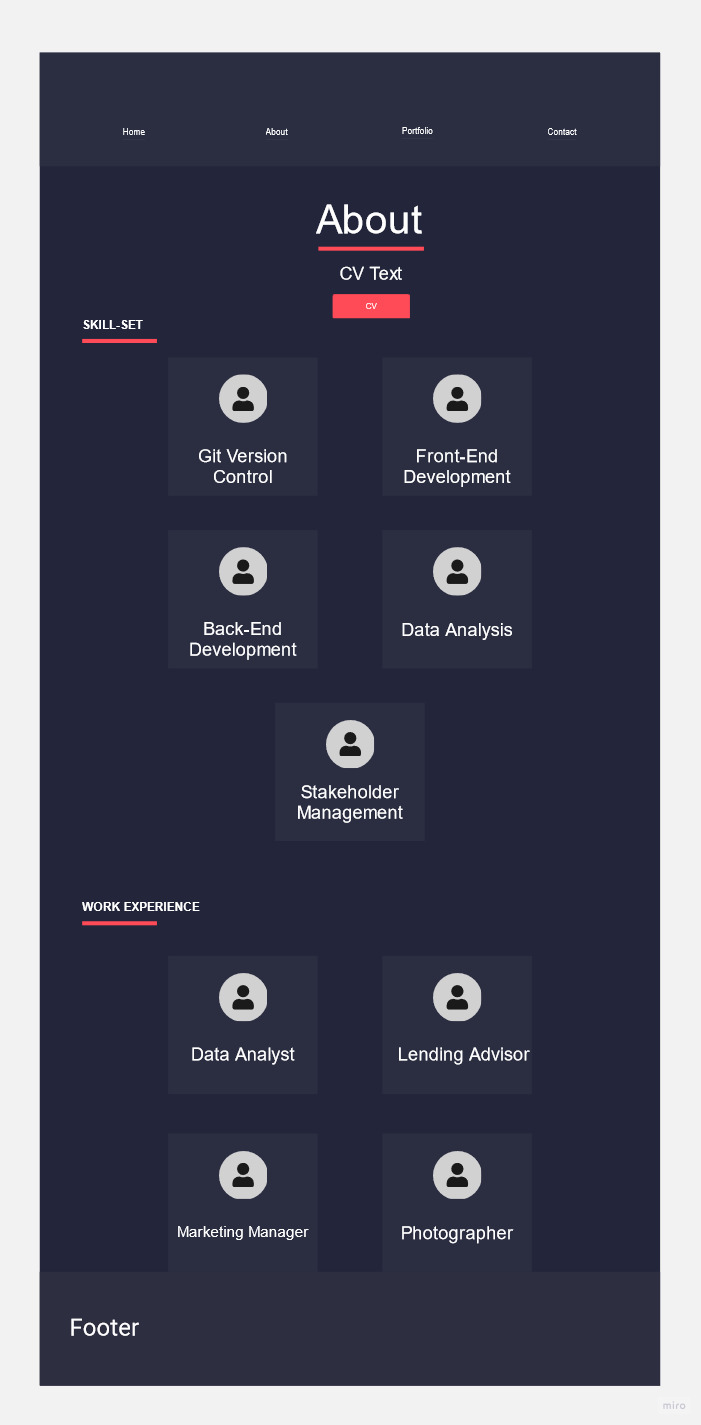 Home About Portfolio Contact
About
CV Text
CV
SKILL-SET
Git Version
Control
Front-End
Development
Back-End
Development
Data Analysis
Stakeholder
Management
WORK EXPERIENCE
Data Analyst
Lending Advisor
Marketing Manager
Photographer
Footer
miro